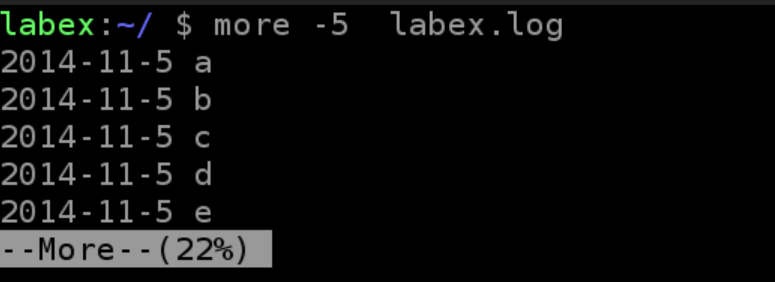 labex:~/ $ more -5  labex.log
2014-11-5 a
2014-11-5 b
2014-11-5 c
2014-11-5 d
2014-11-5 e
--More--(22%)